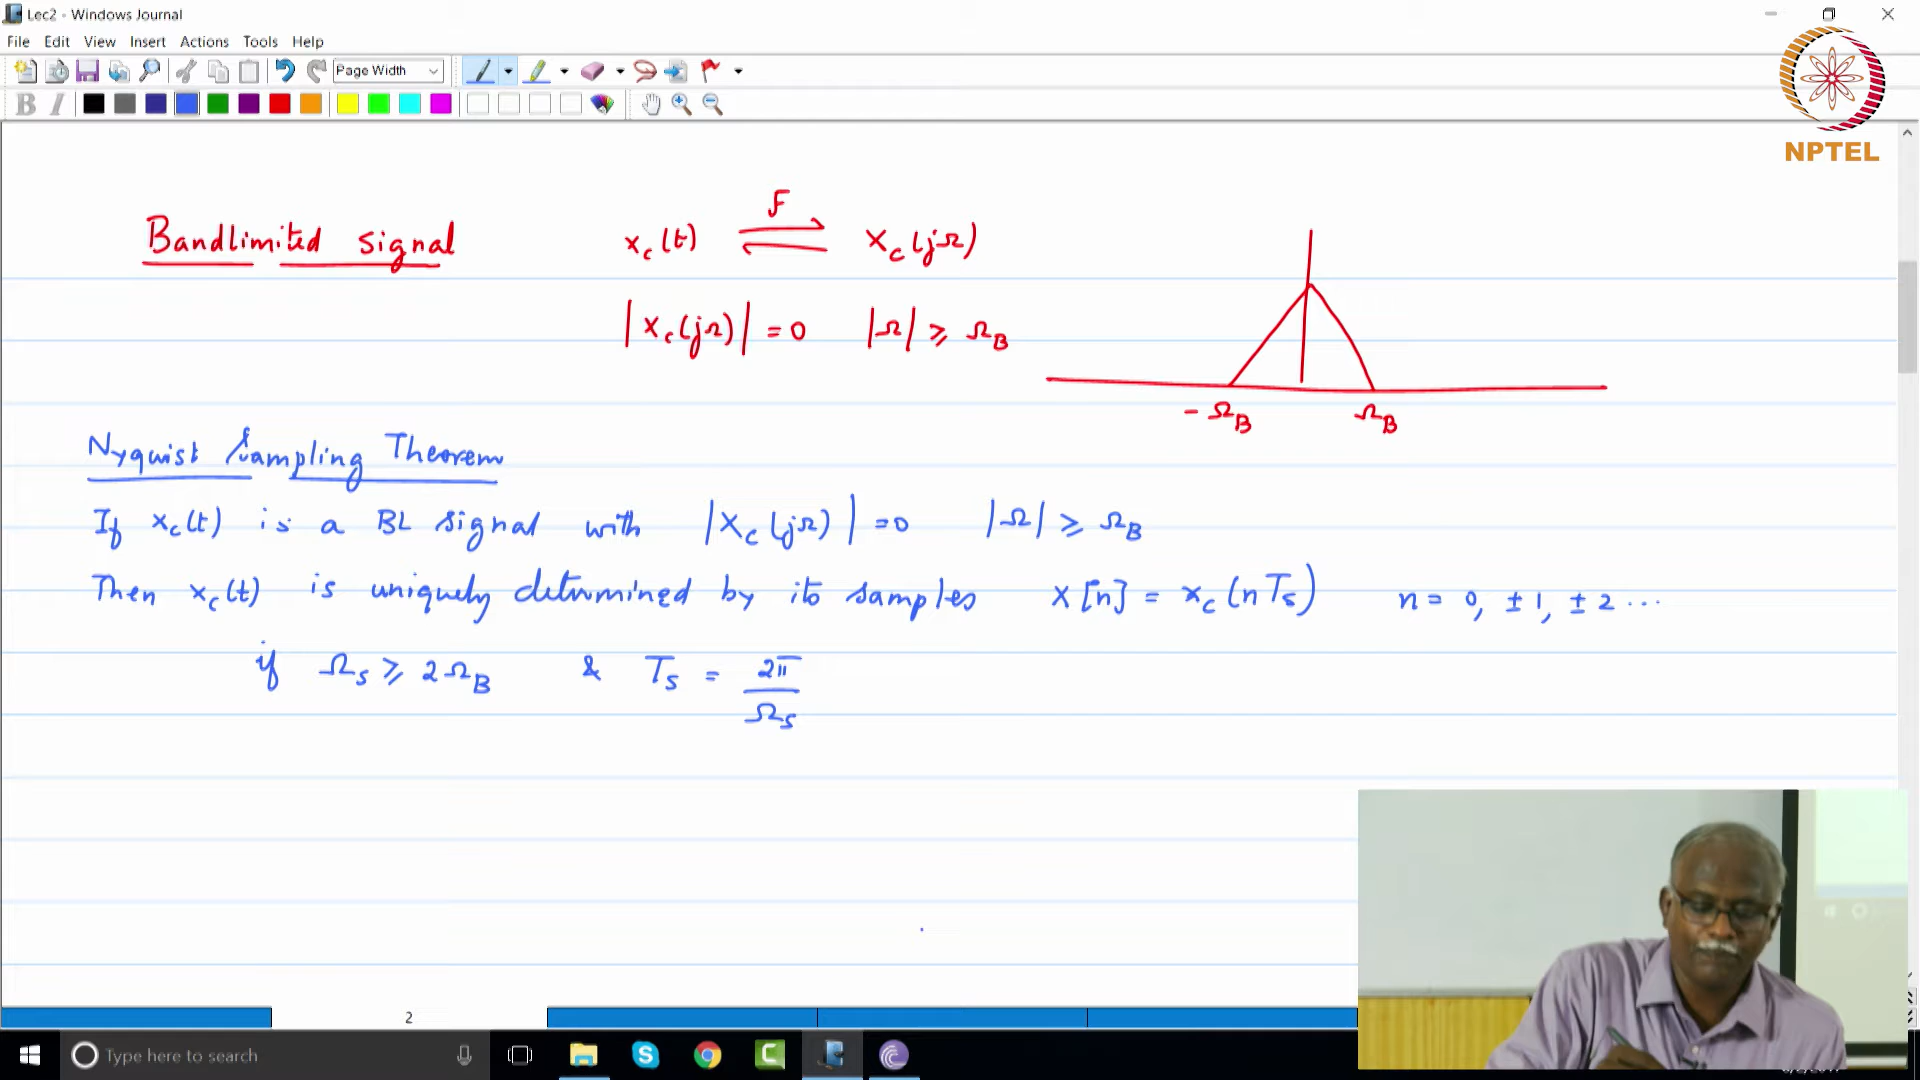 Lec2 - Windows Journal
File Edit View Insert Actions Tools Help
Page Width
B I
NPTEL
Bandlimited signal x_c(t) ⇌ X_c(jΩ)
F
|X_c(jΩ)| = 0 |Ω| ≥ Ω_B
-Ω_B Ω_B
Nyquist Sampling Theorem
If x_c(t) is a BL signal with |X_c(jΩ)| = 0 |Ω| ≥ Ω_B
Then x_c(t) is uniquely determined by its samples x[n] = x_c(nT_s) n = 0, ±1, ±2 ...
if Ω_s ≥ 2Ω_B & T_s = 2π/Ω_s
2
Type here to search